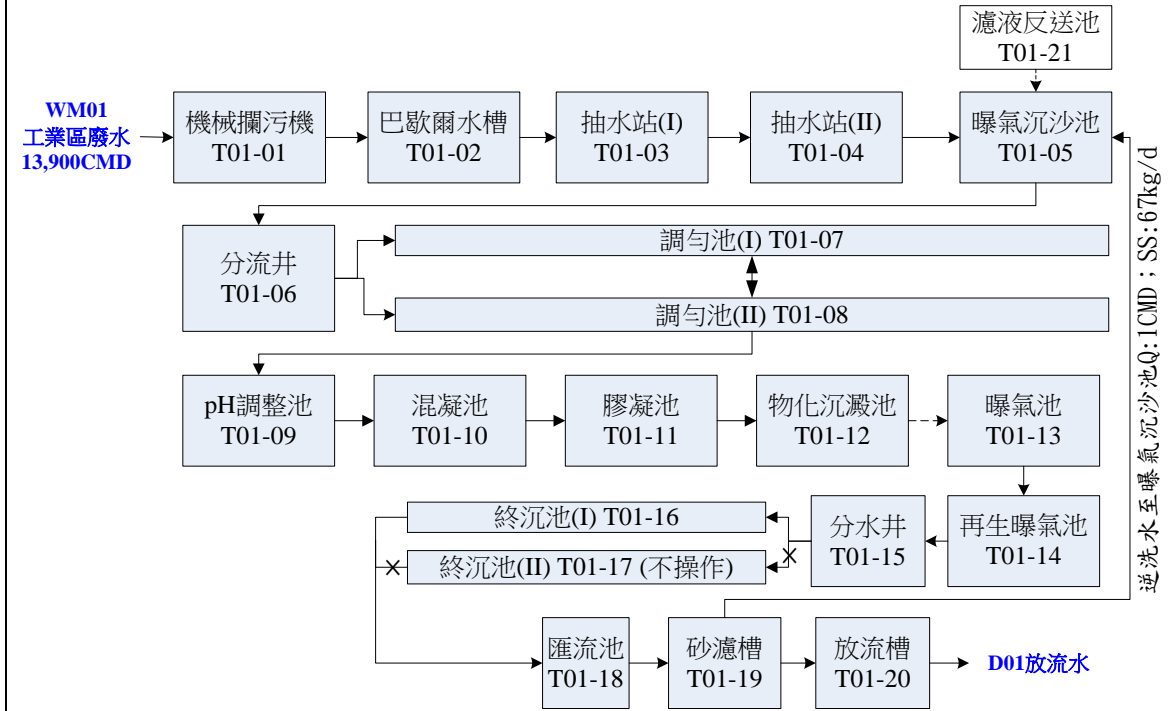 濾液反送池
T01-21
WM01
工業區廢水
13,900CMD
機械攔污機
T01-01
巴歇爾水槽
T01-02
抽水站(I)
T01-03
抽水站(II)
T01-04
曝氣沉沙池
T01-05
分流井
T01-06
調勻池(I) T01-07
調勻池(II) T01-08
pH調整池
T01-09
混凝池
T01-10
膠凝池
T01-11
物化沉澱池
T01-12
曝氣池
T01-13
終沉池(I) T01-16
終沉池(II) T01-17 (不操作)
分水井
T01-15
再生曝氣池
T01-14
匯流池
T01-18
砂濾槽
T01-19
放流槽
T01-20
D01放流水
逆洗水至曝氣沉沙池Q:1CMD；SS:67kg/d